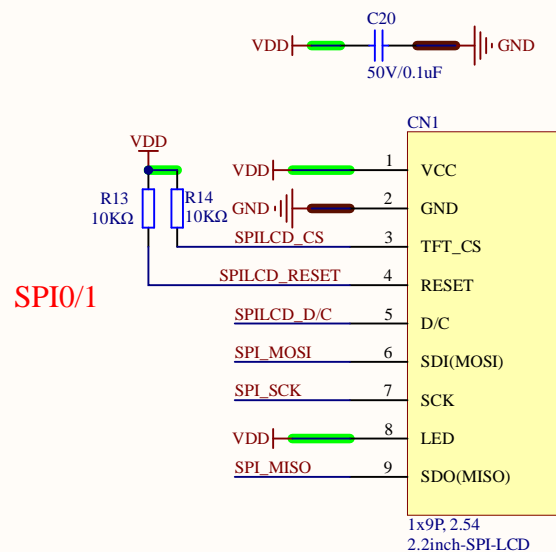 C20
VDD
GND
50V/0.1uF
CN1
VDD
R13
10KΩ
R14
10KΩ
VDD
1
VCC
GND
2
GND
SPILCD_CS
3
TFT_CS
SPILCD_RESET
4
RESET
SPI0/1
SPILCD_D/C
5
D/C
SPI_MOSI
6
SDI(MOSI)
SPI_SCK
7
SCK
VDD
8
LED
SPI_MISO
9
SDO(MISO)
1x9P, 2.54
2.2inch-SPI-LCD